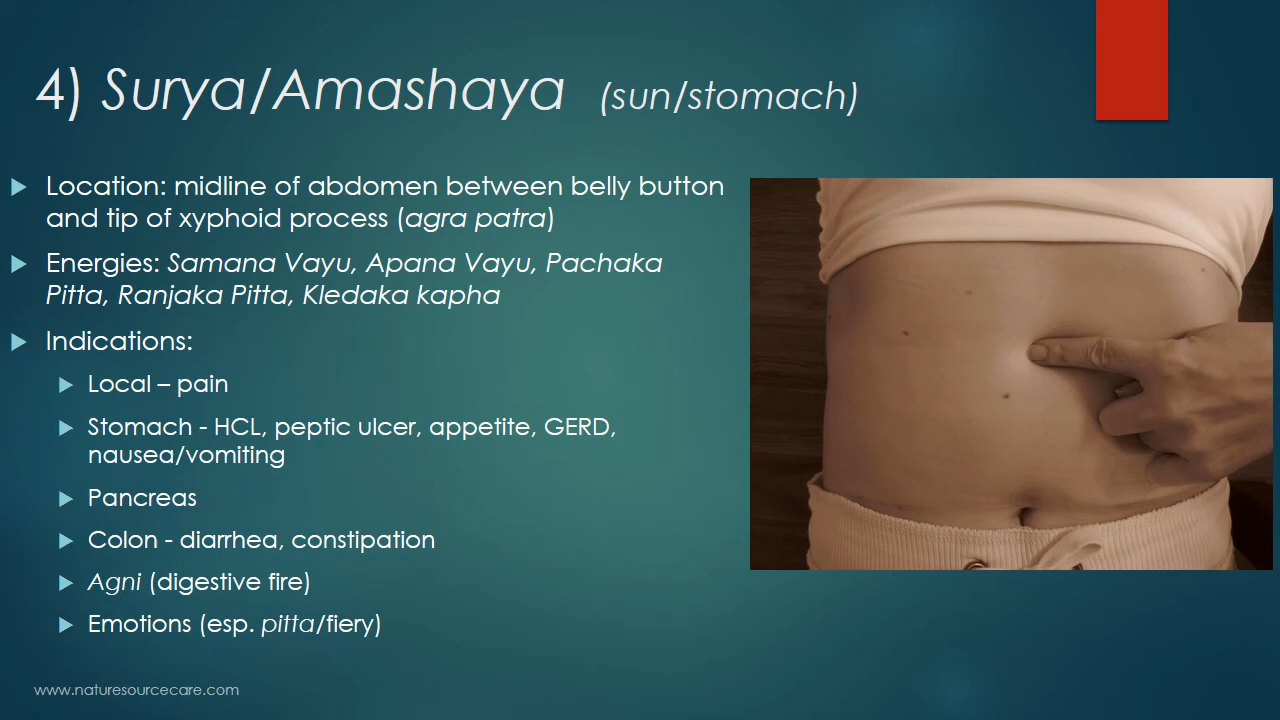 4) Surya/Amashaya (sun/stomach)
Location: midline of abdomen between belly button
and tip of xyphoid process (agra patra)
Energies: Samana Vayu, Apana Vayu, Pachaka
Pitta, Ranjaka Pitta, Kledaka kapha
Indications:
Local – pain
Stomach - HCL, peptic ulcer, appetite, GERD,
nausea/vomiting
Pancreas
Colon - diarrhea, constipation
Agni (digestive fire)
Emotions (esp. pitta/fiery)
www.naturesourcecare.com